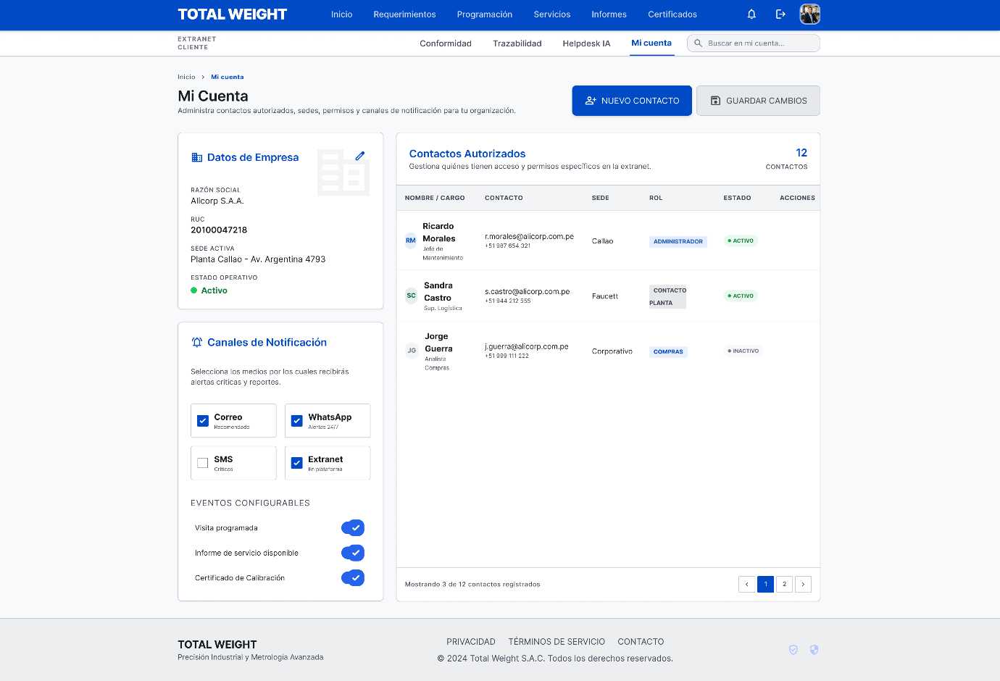 TOTAL WEIGHT
Inicio
Requerimientos
Programación
Servicios
Informes
Certificados
EXTRANET
CLIENTE
Conformidad
Trazabilidad
Helpdesk IA
Mi cuenta
Buscar en mi cuenta...
Inicio > Mi cuenta
Mi Cuenta
Administra contactos autorizados, sedes, permisos y canales de notificación para tu organización.
NUEVO CONTACTO
GUARDAR CAMBIOS
Datos de Empresa
RAZÓN SOCIAL
Alicorp S.A.A.
RUC
20100047218
SEDE ACTIVA
Planta Callao - Av. Argentina 4793
ESTADO OPERATIVO
Activo
Canales de Notificación
Selecciona los medios por los cuales recibirás
alertas críticas y reportes.
Correo
Recomendado
WhatsApp
Alertas 24/7
SMS
Críticos
Extranet
En plataforma
EVENTOS CONFIGURABLES
Visita programada
Informe de servicio disponible
Certificado de Calibración
Contactos Autorizados
Gestiona quiénes tienen acceso y permisos específicos en la extranet.
12
CONTACTOS
NOMBRE / CARGO
CONTACTO
SEDE
ROL
ESTADO
ACCIONES
RM
Ricardo
Morales
Jefe de
Mantenimiento
r.morales@alicorp.com.pe
+51 987 654 321
Callao
ADMINISTRADOR
ACTIVO
SC
Sandra
Castro
Sup. Logística
s.castro@alicorp.com.pe
+51 944 212 555
Faucett
CONTACTO
PLANTA
ACTIVO
JG
Jorge
Guerra
Analista
Compras
j.guerra@alicorp.com.pe
+51 999 111 222
Corporativo
COMPRAS
INACTIVO
Mostrando 3 de 12 contactos registrados
‹ 1 2 ›
TOTAL WEIGHT
Precisión Industrial y Metrología Avanzada
PRIVACIDAD
TÉRMINOS DE SERVICIO
CONTACTO
© 2024 Total Weight S.A.C. Todos los derechos reservados.